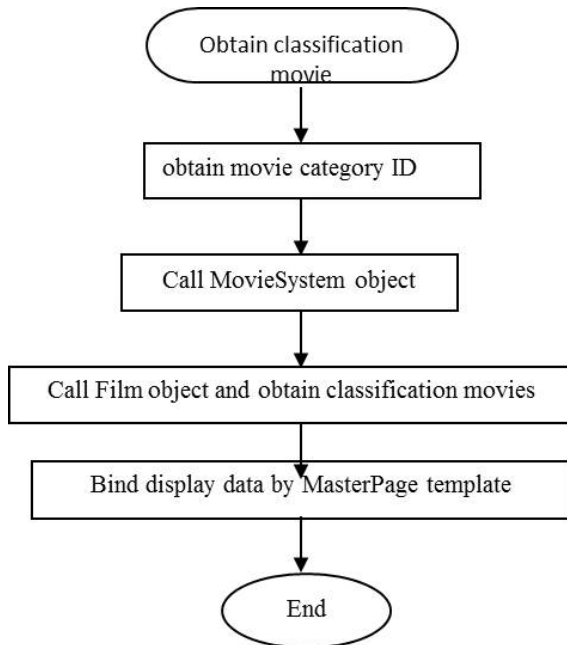 Obtain classification
movie
obtain movie category ID
Call MovieSystem object
Call Film object and obtain classification movies
Bind display data by MasterPage template
End